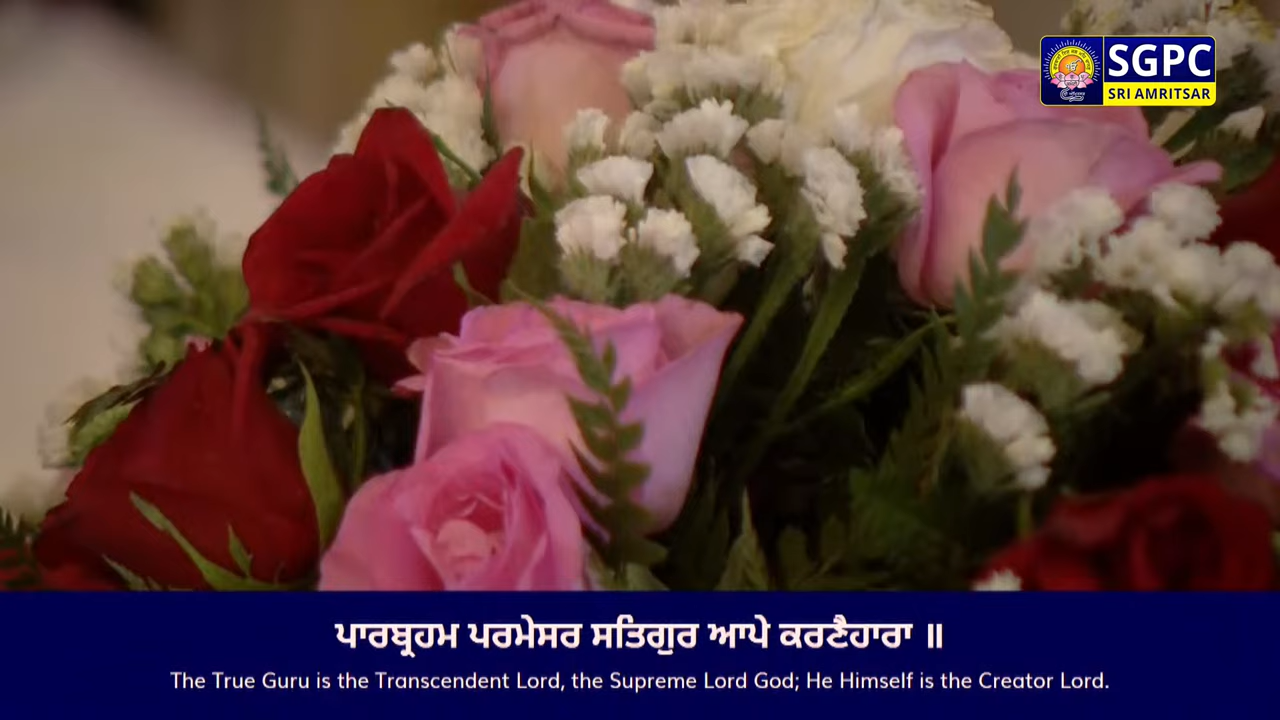 SGPC
SRI AMRITSAR
ਪਾਰਬ੍ਰਹਮ ਪਰਮੇਸਰ ਸਤਿਗੁਰ ਆਪੇ ਕਰਣੈਹਾਰਾ ॥
The True Guru is the Transcendent Lord, the Supreme Lord God; He Himself is the Creator Lord.